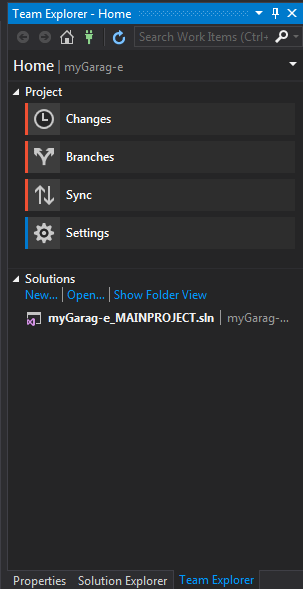 Team Explorer - Home
Search Work Items (Ctrl+
Home | myGarag-e
Project
Changes
Branches
Sync
Settings
Solutions
New... | Open... | Show Folder View
myGarag-e_MAINPROJECT.sln | myGarag-...
Properties Solution Explorer Team Explorer